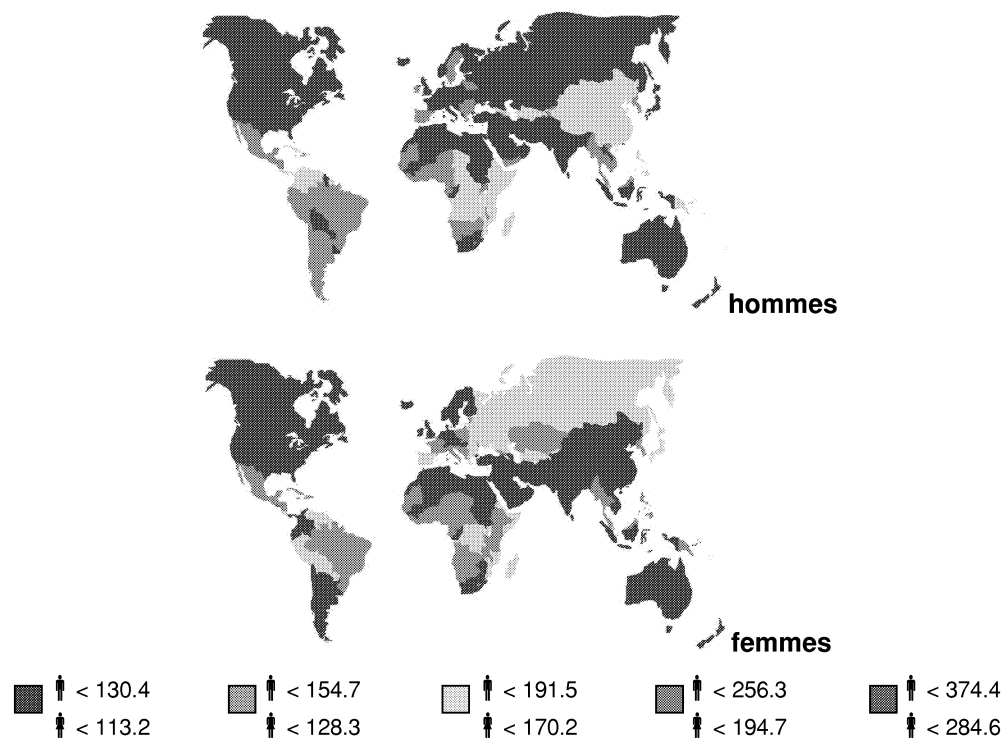 hommes
femmes
< 130.4 < 154.7 < 191.5 < 256.3 < 374.4
< 113.2 < 128.3 < 170.2 < 194.7 < 284.6